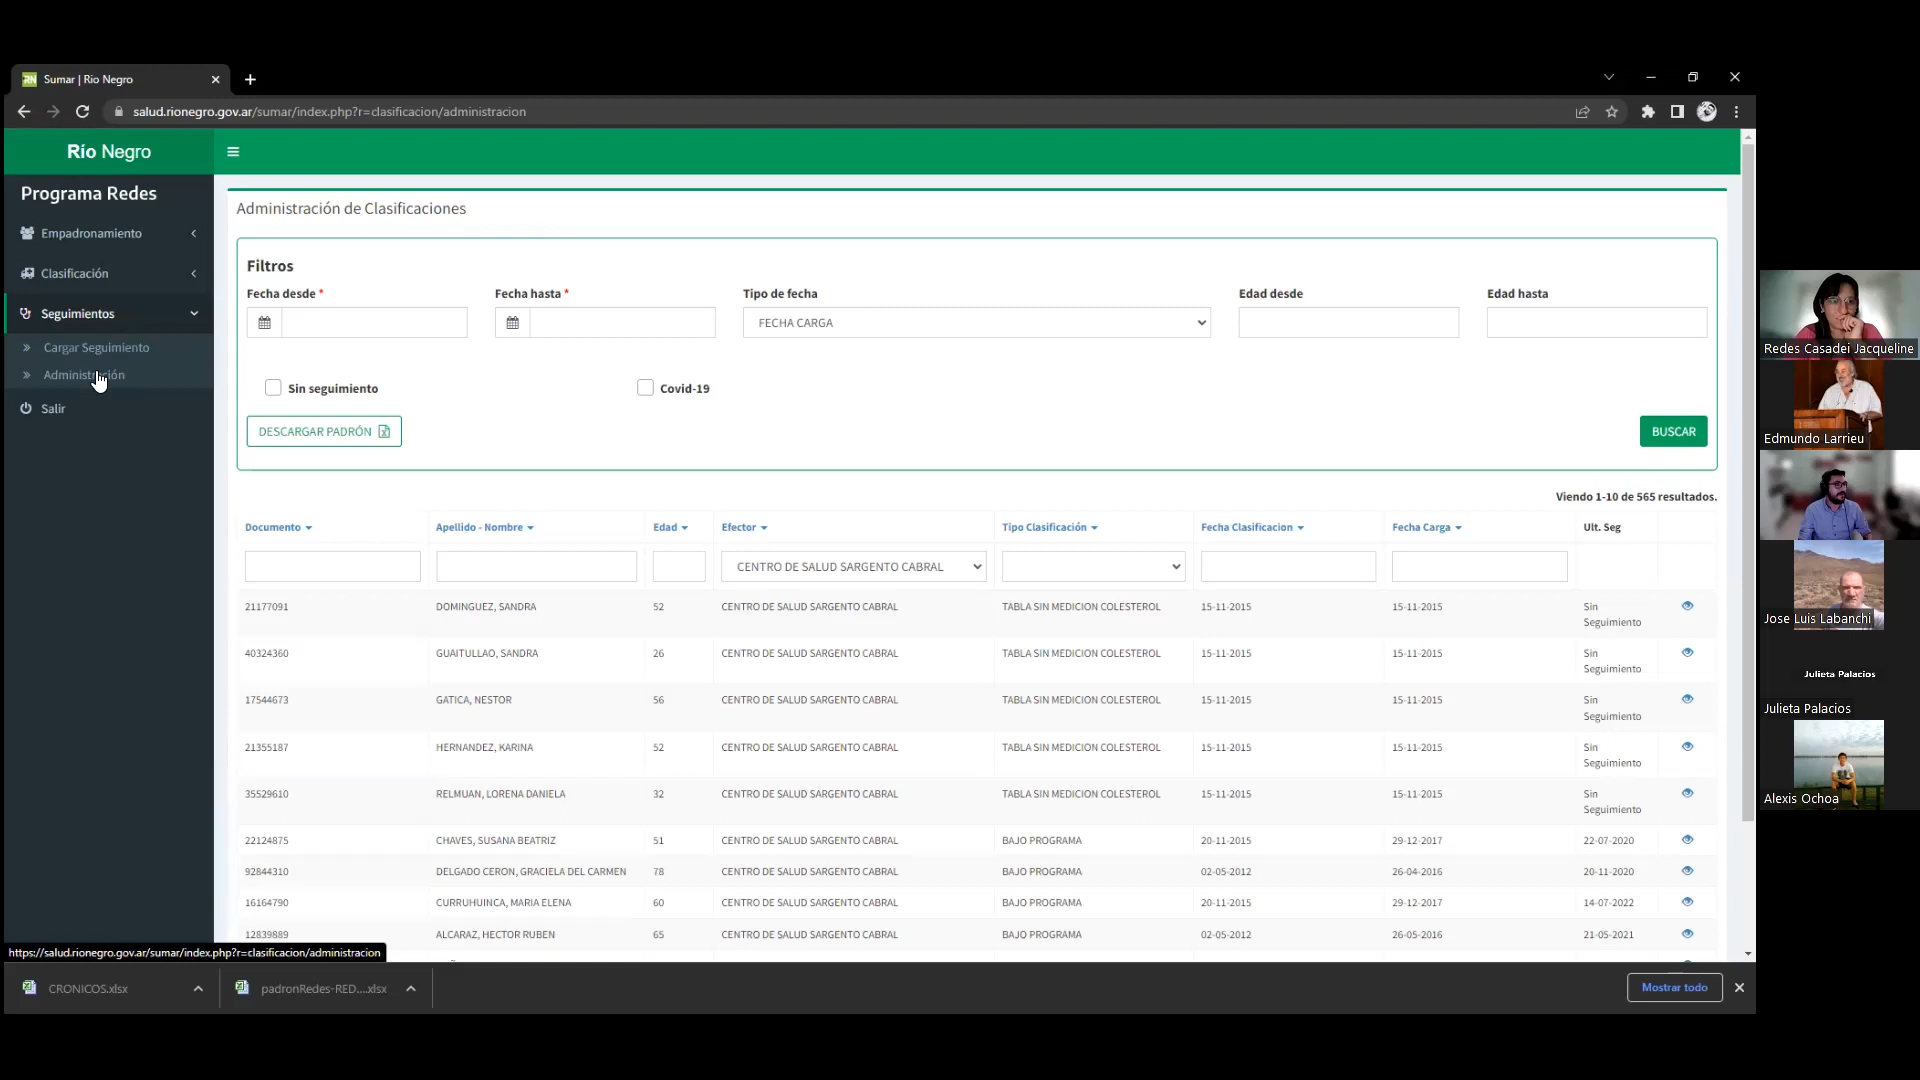 Sumar | Rio Negro
salud.rionegro.gov.ar/sumar/index.php?r=clasificacion/administracion
Río Negro
Programa Redes
Empadronamiento
Clasificación
Seguimientos
Cargar Seguimiento
Administración
Salir
Administración de Clasificaciones
Filtros
Fecha desde * Fecha hasta * Tipo de fecha Edad desde Edad hasta
FECHA CARGA
Sin seguimiento Covid-19
DESCARGAR PADRÓN BUSCAR
Viendo 1-10 de 565 resultados.
Documento Apellido - Nombre Edad Efector Tipo Clasificación Fecha Clasificacion Fecha Carga Ult. Seg
CENTRO DE SALUD SARGENTO CABRAL
21177091 DOMINGUEZ, SANDRA 52 CENTRO DE SALUD SARGENTO CABRAL TABLA SIN MEDICION COLESTEROL 15-11-2015 15-11-2015 Sin
Seguimiento
40324360 GUAITULLAO, SANDRA 26 CENTRO DE SALUD SARGENTO CABRAL TABLA SIN MEDICION COLESTEROL 15-11-2015 15-11-2015 Sin
Seguimiento
17544673 GATICA, NESTOR 56 CENTRO DE SALUD SARGENTO CABRAL TABLA SIN MEDICION COLESTEROL 15-11-2015 15-11-2015 Sin
Seguimiento
21355187 HERNANDEZ, KARINA 52 CENTRO DE SALUD SARGENTO CABRAL TABLA SIN MEDICION COLESTEROL 15-11-2015 15-11-2015 Sin
Seguimiento
35529610 RELMUAN, LORENA DANIELA 32 CENTRO DE SALUD SARGENTO CABRAL TABLA SIN MEDICION COLESTEROL 15-11-2015 15-11-2015 Sin
Seguimiento
22124875 CHAVES, SUSANA BEATRIZ 51 CENTRO DE SALUD SARGENTO CABRAL BAJO PROGRAMA 20-11-2015 29-12-2017 22-07-2020
92844310 DELGADO CERON, GRACIELA DEL CARMEN 78 CENTRO DE SALUD SARGENTO CABRAL BAJO PROGRAMA 02-05-2012 26-04-2016 20-11-2020
16164790 CURRUHUINCA, MARIA ELENA 60 CENTRO DE SALUD SARGENTO CABRAL BAJO PROGRAMA 20-11-2015 29-12-2017 14-07-2022
12839889 ALCARAZ, HECTOR RUBEN 65 CENTRO DE SALUD SARGENTO CABRAL BAJO PROGRAMA 02-05-2012 26-05-2016 21-05-2021
https://salud.rionegro.gov.ar/sumar/index.php?r=clasificacion/administracion
CRONICOS.xlsx padronRedes-RED....xlsx Mostrar todo
Redes Casadei Jacqueline
Edmundo Larrieu
Jose Luis Labanchi
Julieta Palacios
Julieta Palacios
Alexis Ochoa